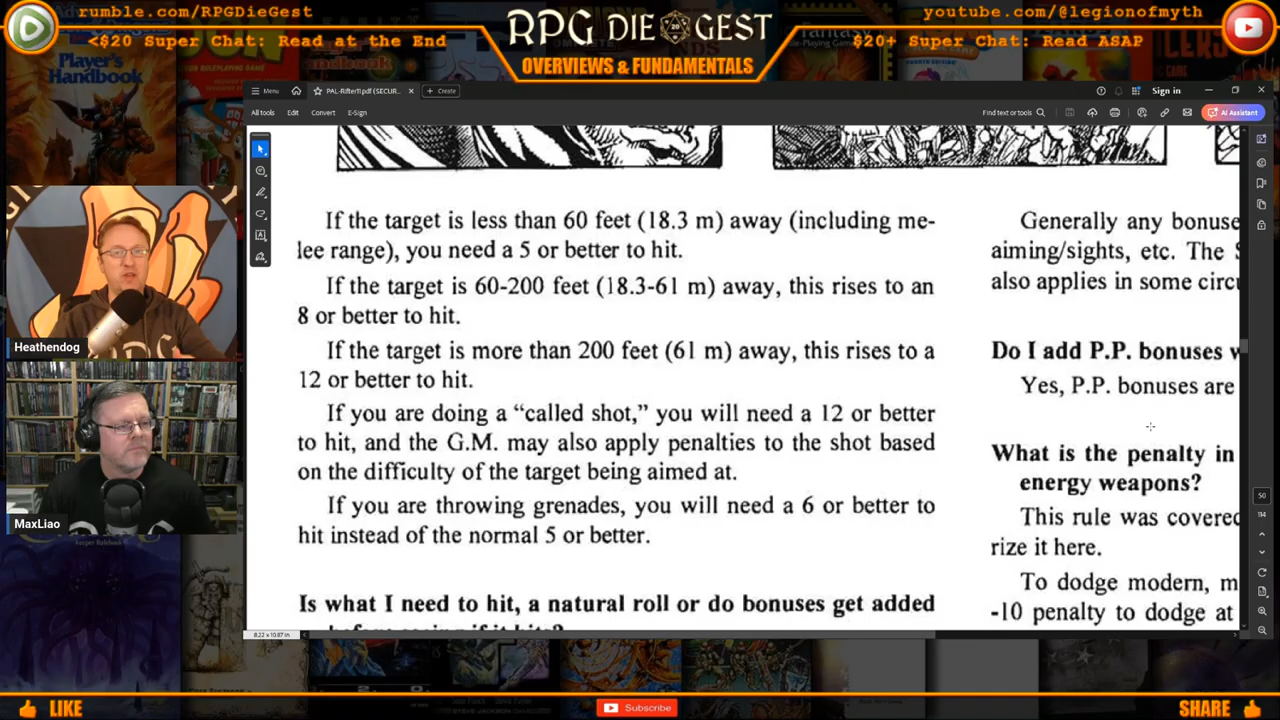 rumble.com/RPGDieGest
<$20 Super Chat: Read at the End
RPG DIE GEST
OVERVIEWS & FUNDAMENTALS
youtube.com/@legionofmyth
$20+ Super Chat: Read ASAP
Player's
Handbook
Menu
PAL-Rifter11.pdf (SECUR...
Create
Sign in
All tools
Edit
Convert
E-Sign
Find text or tools
AI Assistant
If the target is less than 60 feet (18.3 m) away (including me-
lee range), you need a 5 or better to hit.
If the target is 60-200 feet (18.3-61 m) away, this rises to an
8 or better to hit.
If the target is more than 200 feet (61 m) away, this rises to a
12 or better to hit.
If you are doing a “called shot,” you will need a 12 or better
to hit, and the G.M. may also apply penalties to the shot based
on the difficulty of the target being aimed at.
If you are throwing grenades, you will need a 6 or better to
hit instead of the normal 5 or better.
Is what I need to hit, a natural roll or do bonuses get added
Generally any bonuse
aiming/sights, etc. The S
also applies in some circu
Do I add P.P. bonuses w
Yes, P.P. bonuses are
What is the penalty in
energy weapons?
This rule was covered
rize it here.
To dodge modern, m
-10 penalty to dodge at
50
114
8.22 x 10.87 in
Heathendog
MaxLiao
LIKE
Subscribe
SHARE